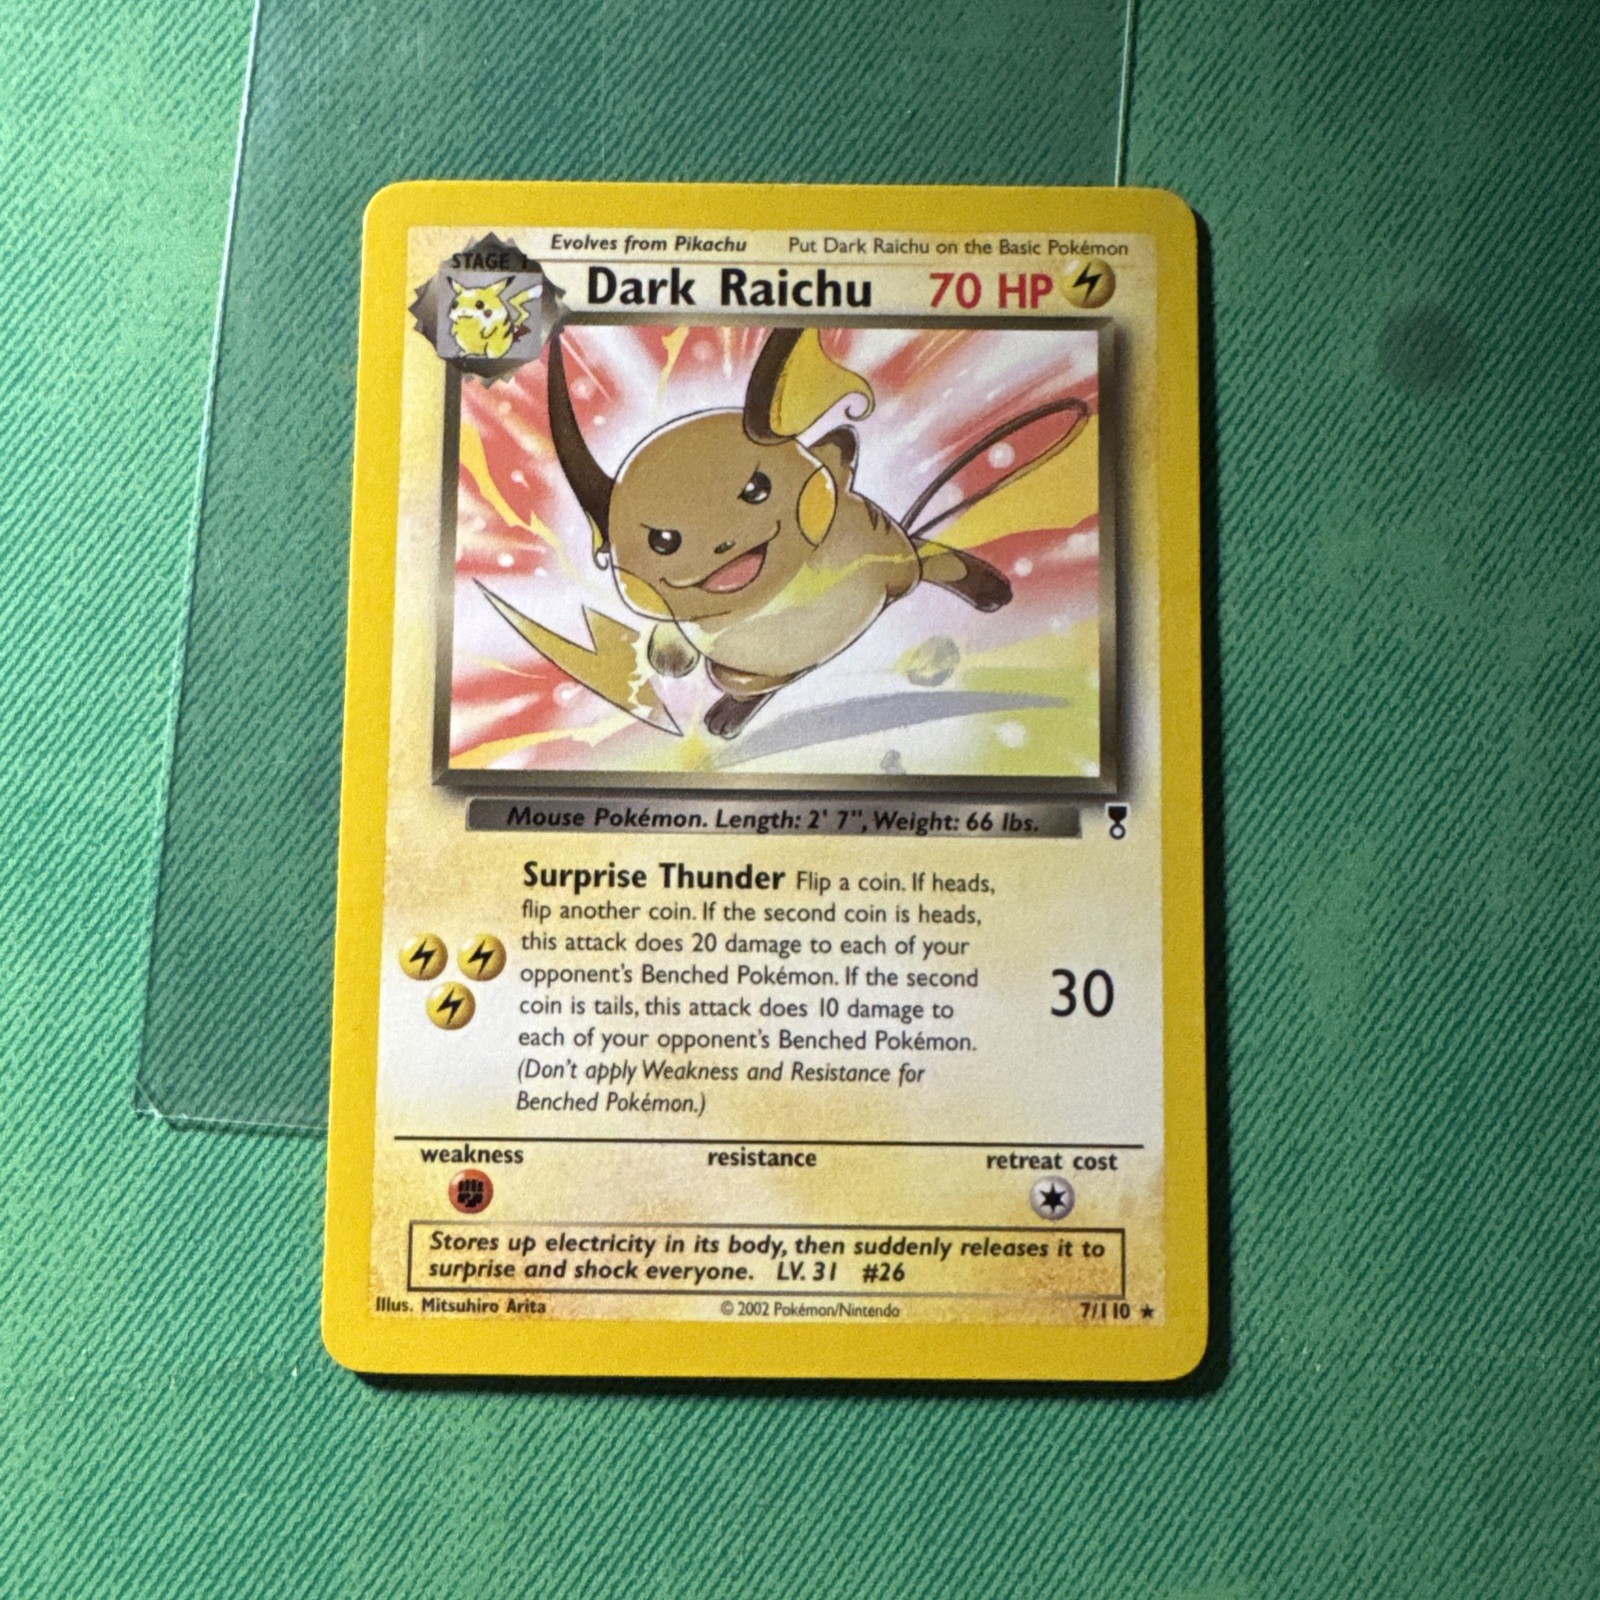 Evolves from Pikachu Put Dark Raichu on the Basic Pokémon
STAGE 1
Dark Raichu 70 HP
Mouse Pokémon. Length: 2' 7", Weight: 66 lbs.
Surprise Thunder Flip a coin. If heads,
flip another coin. If the second coin is heads,
this attack does 20 damage to each of your
opponent's Benched Pokémon. If the second
coin is tails, this attack does 10 damage to
each of your opponent's Benched Pokémon.
(Don't apply Weakness and Resistance for
Benched Pokémon.)
30
weakness resistance retreat cost
Stores up electricity in its body, then suddenly releases it to
surprise and shock everyone. LV. 31 #26
Illus. Mitsuhiro Arita © 2002 Pokémon/Nintendo 7/110 ★